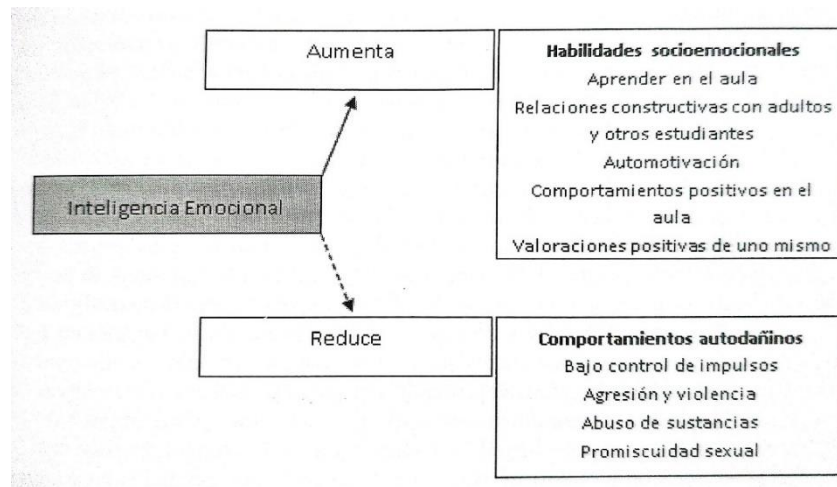 Aumenta
Habilidades socioemocionales
Aprender en el aula
Relaciones constructivas con adultos
y otros estudiantes
Automotivación
Comportamientos positivos en el
aula
Valoraciones positivas de uno mismo
Inteligencia Emocional
Reduce
Comportamientos autodañinos
Bajo control de impulsos
Agresión y violencia
Abuso de sustancias
Promiscuidad sexual